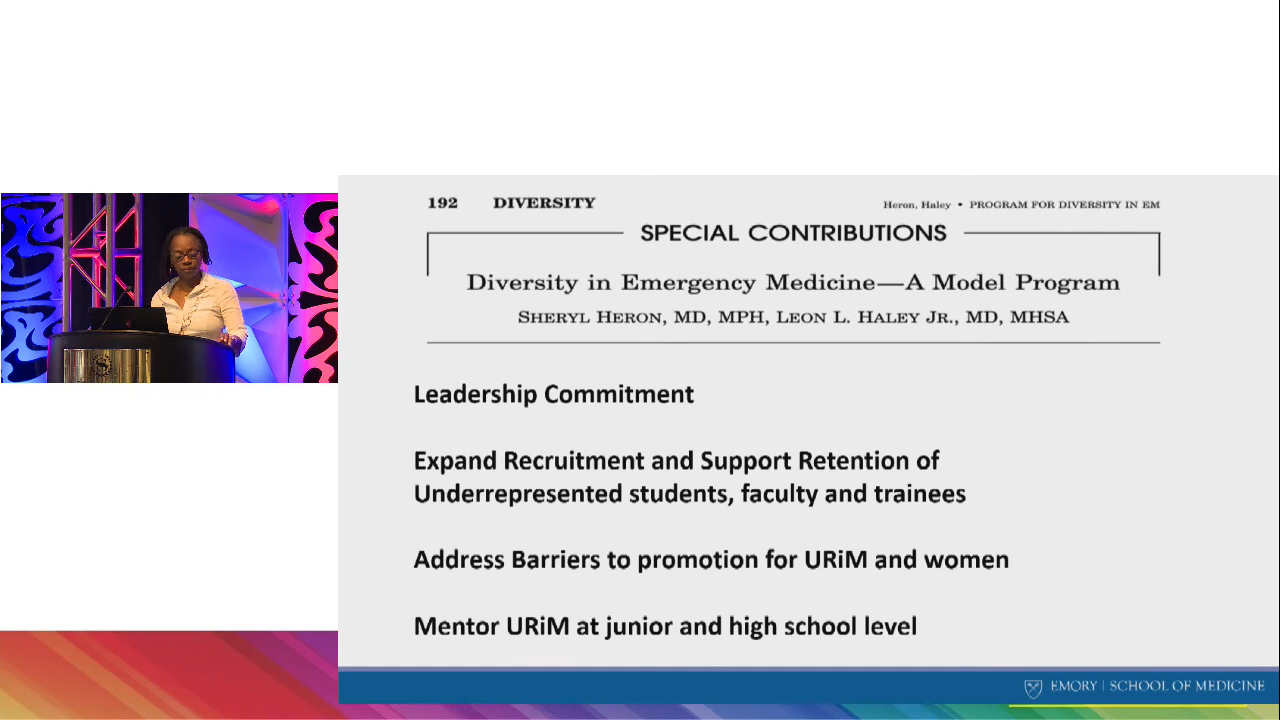 192 DIVERSITY Heron, Haley • PROGRAM FOR DIVERSITY IN EM
SPECIAL CONTRIBUTIONS
Diversity in Emergency Medicine—A Model Program
SHERYL HERON, MD, MPH, LEON L. HALEY JR., MD, MHSA
Leadership Commitment
Expand Recruitment and Support Retention of
Underrepresented students, faculty and trainees
Address Barriers to promotion for URiM and women
Mentor URiM at junior and high school level
EMORY | SCHOOL OF MEDICINE